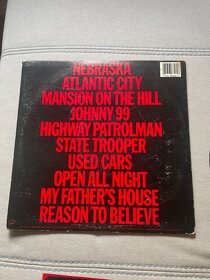 NEBRASKA
ATLANTIC CITY
MANSION ON THE HILL
JOHNNY 99
HIGHWAY PATROLMAN
STATE TROOPER
USED CARS
OPEN ALL NIGHT
MY FATHER'S HOUSE
REASON TO BELIEVE